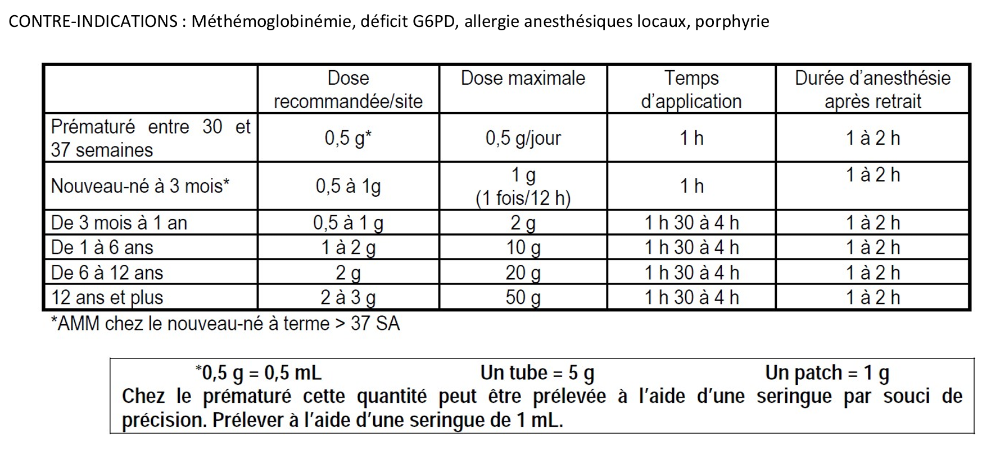 CONTRE-INDICATIONS : Méthémoglobinémie, déficit G6PD, allergie anesthésiques locaux, porphyrie
Dose recommandée/site Dose maximale Temps d’application Durée d’anesthésie après retrait
Prématuré entre 30 et 37 semaines 0,5 g* 0,5 g/jour 1 h 1 à 2 h
Nouveau-né à 3 mois* 0,5 à 1g 1 g (1 fois/12 h) 1 h 1 à 2 h
De 3 mois à 1 an 0,5 à 1 g 2 g 1 h 30 à 4 h 1 à 2 h
De 1 à 6 ans 1 à 2 g 10 g 1 h 30 à 4 h 1 à 2 h
De 6 à 12 ans 2 g 20 g 1 h 30 à 4 h 1 à 2 h
12 ans et plus 2 à 3 g 50 g 1 h 30 à 4 h 1 à 2 h
*AMM chez le nouveau-né à terme > 37 SA
*0,5 g = 0,5 mL Un tube = 5 g Un patch = 1 g
Chez le prématuré cette quantité peut être prélevée à l’aide d’une seringue par souci de
précision. Prélever à l’aide d’une seringue de 1 mL.